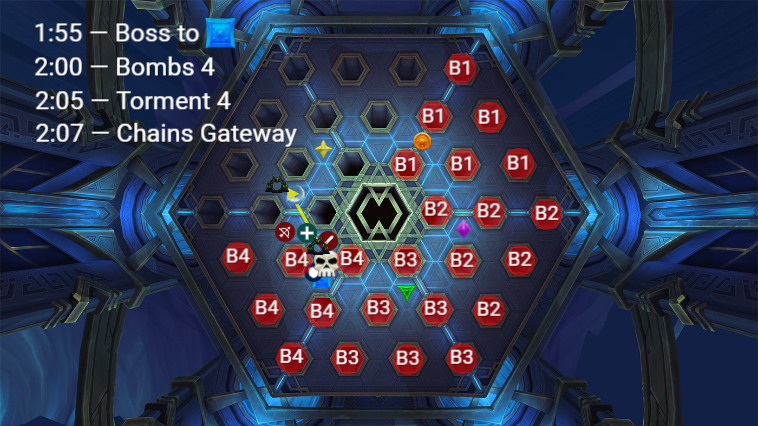 1:55 — Boss to
2:00 — Bombs 4
2:05 — Torment 4
2:07 — Chains Gateway
B1
B1 B1
B1 B1 B1
B2 B2 B2
B4 B4 B4 B3 B2 B2
B4 B4 B3 B3 B2
B4 B3 B3 B3